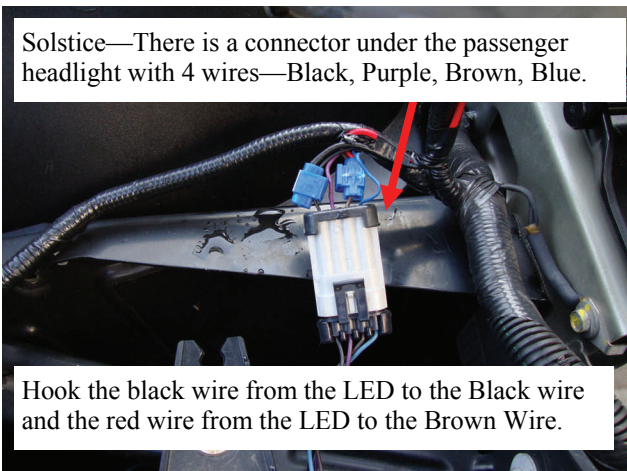 Solstice—There is a connector under the passenger
headlight with 4 wires—Black, Purple, Brown, Blue.
Hook the black wire from the LED to the Black wire
and the red wire from the LED to the Brown Wire.